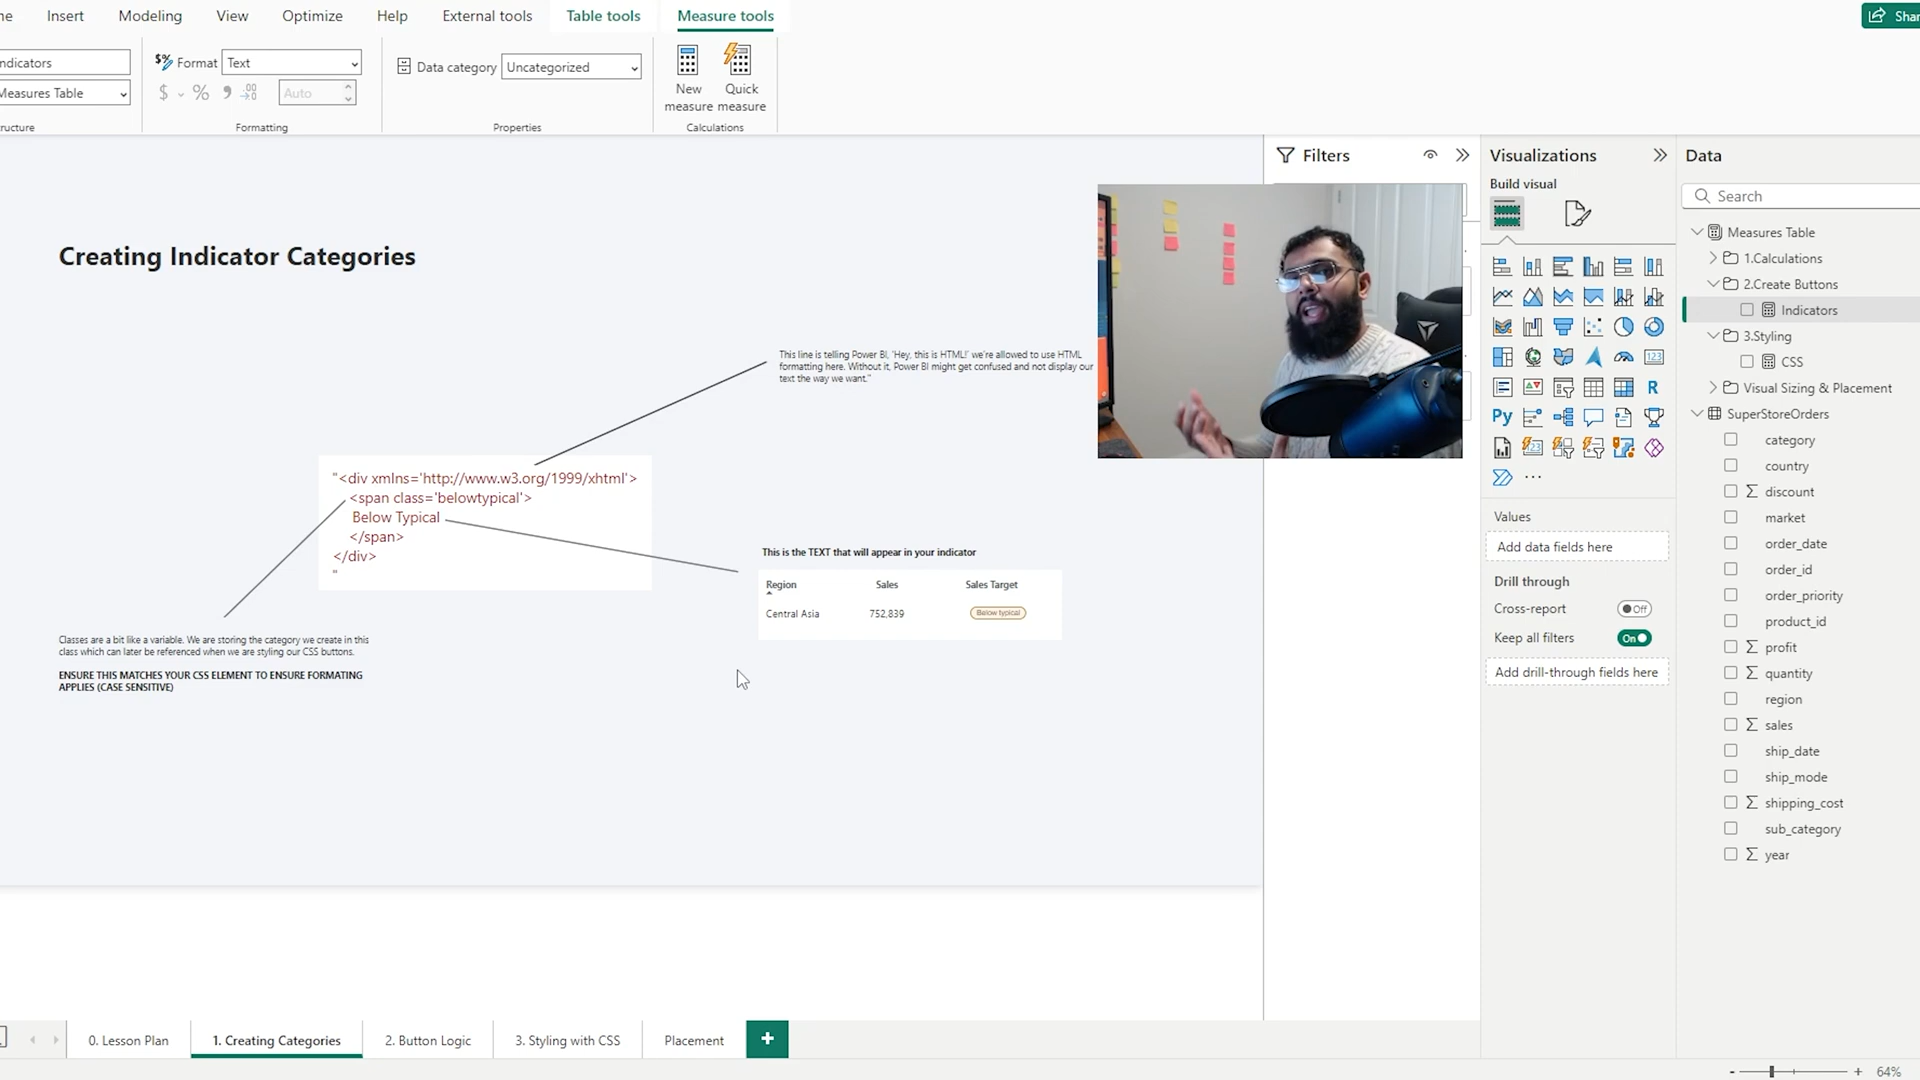 Insert
Modeling
View
Optimize
Help
External tools
Table tools
Measure tools
Format
Text
Data category
Uncategorized
Measures Table
$
%
Auto
New
measure
Quick
measure
Formatting
Properties
Calculations
Creating Indicator Categories
This line is telling Power BI, 'Hey, this is HTML!' we're allowed to use HTML
formatting here. Without it, Power BI might get confused and not display our
text the way we want."
"<div xmlns='http://www.w3.org/1999/xhtml'>
<span class='belowtypical'>
Below Typical
</span>
</div>
"
This is the TEXT that will appear in your indicator
Region Sales Sales Target
Central Asia 752,839 Below typical
Classes are a bit like a variable. We are storing the category we create in this
class which can later be referenced when we are styling our CSS buttons.
ENSURE THIS MATCHES YOUR CSS ELEMENT TO ENSURE FORMATING
APPLIES (CASE SENSITIVE)
Filters
Visualizations
Build visual
123
R
Py
Values
Add data fields here
Drill through
Cross-report
Off
Keep all filters
On
Add drill-through fields here
Data
Search
Measures Table
1.Calculations
2.Create Buttons
Indicators
3.Styling
CSS
Visual Sizing & Placement
SuperStoreOrders
category
country
discount
market
order_date
order_id
order_priority
product_id
profit
quantity
region
sales
ship_date
ship_mode
shipping_cost
sub_category
year
0. Lesson Plan
1. Creating Categories
2. Button Logic
3. Styling with CSS
Placement
+
- + 64%